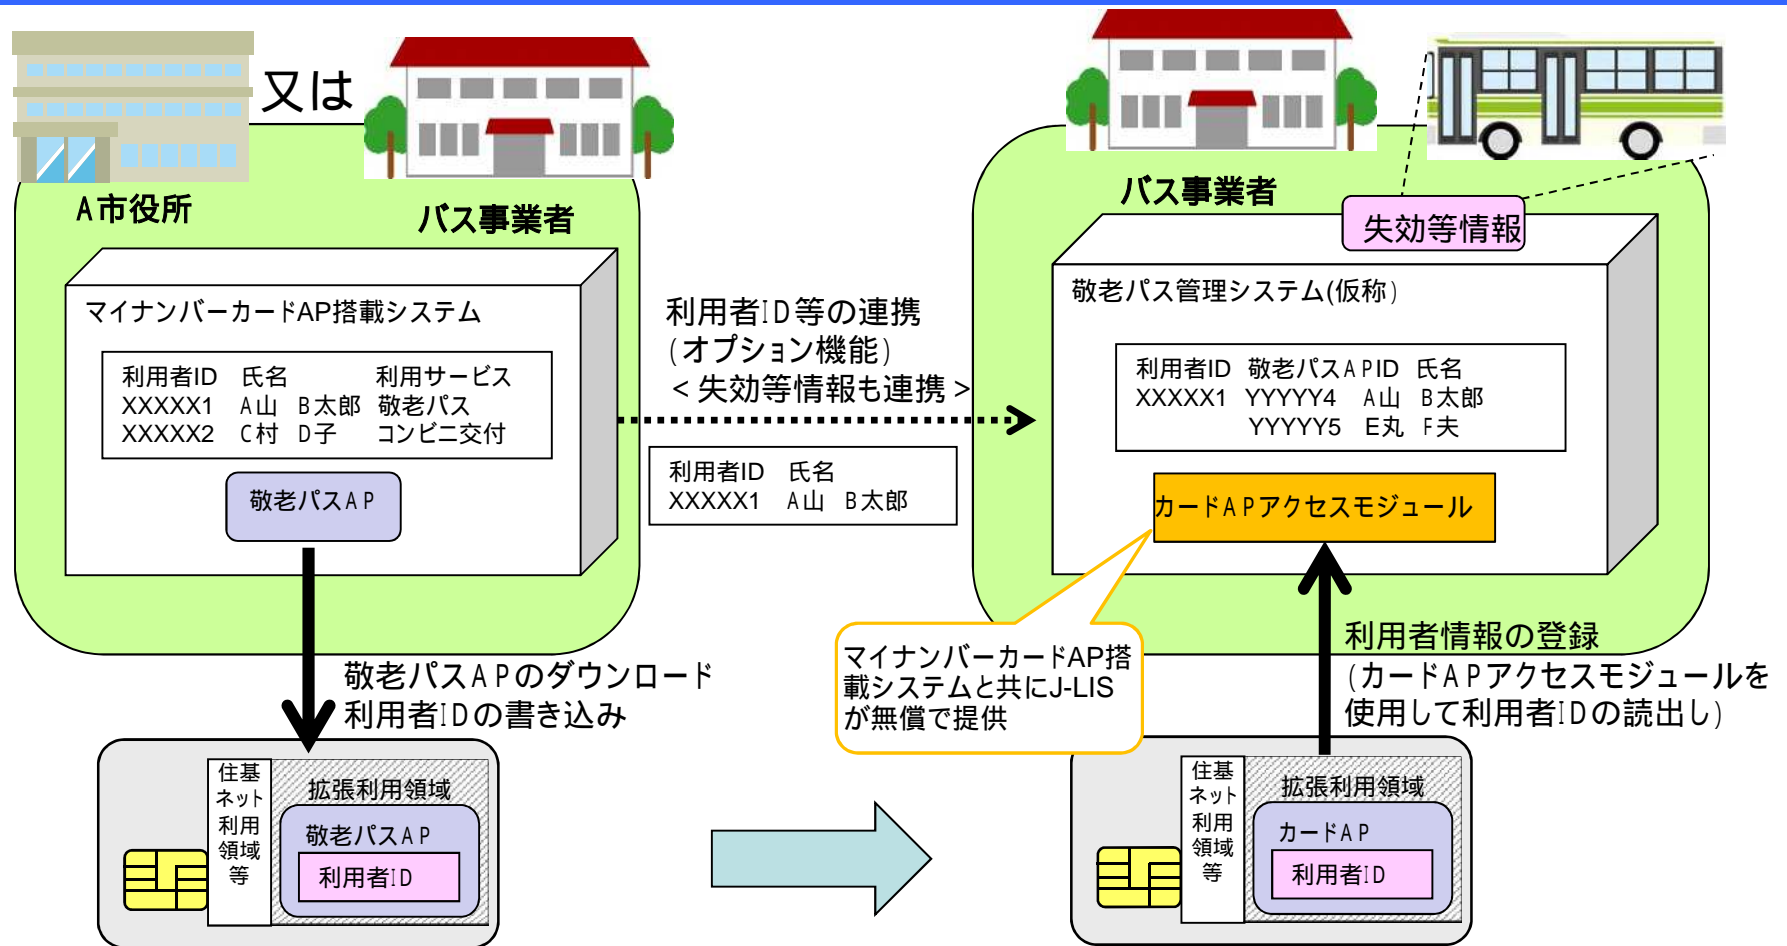 又は
A市役所
バス事業者
マイナンバーカードAP搭載システム
利用者ID 氏名 利用サービス
XXXXX1 A山 B太郎 敬老パス
XXXXX2 C村 D子 コンビニ交付
敬老パスAP
敬老パスAPのダウンロード
利用者IDの書き込み
住基
ネット
利用
領域
等
拡張利用領域
敬老パスAP
利用者ID
利用者ID等の連携
(オプション機能)
<失効等情報も連携>
利用者ID 氏名
XXXXX1 A山 B太郎
バス事業者
失効等情報
敬老パス管理システム(仮称)
利用者ID 敬老パスAPID 氏名
XXXXX1 YYYYY4 A山 B太郎
YYYYY5 E丸 F夫
カードAPアクセスモジュール
マイナンバーカードAP搭
載システムと共にJ-LIS
が無償で提供
利用者情報の登録
(カードAPアクセスモジュールを
使用して利用者IDの読出し)
住基
ネット
利用
領域
等
拡張利用領域
カードAP
利用者ID